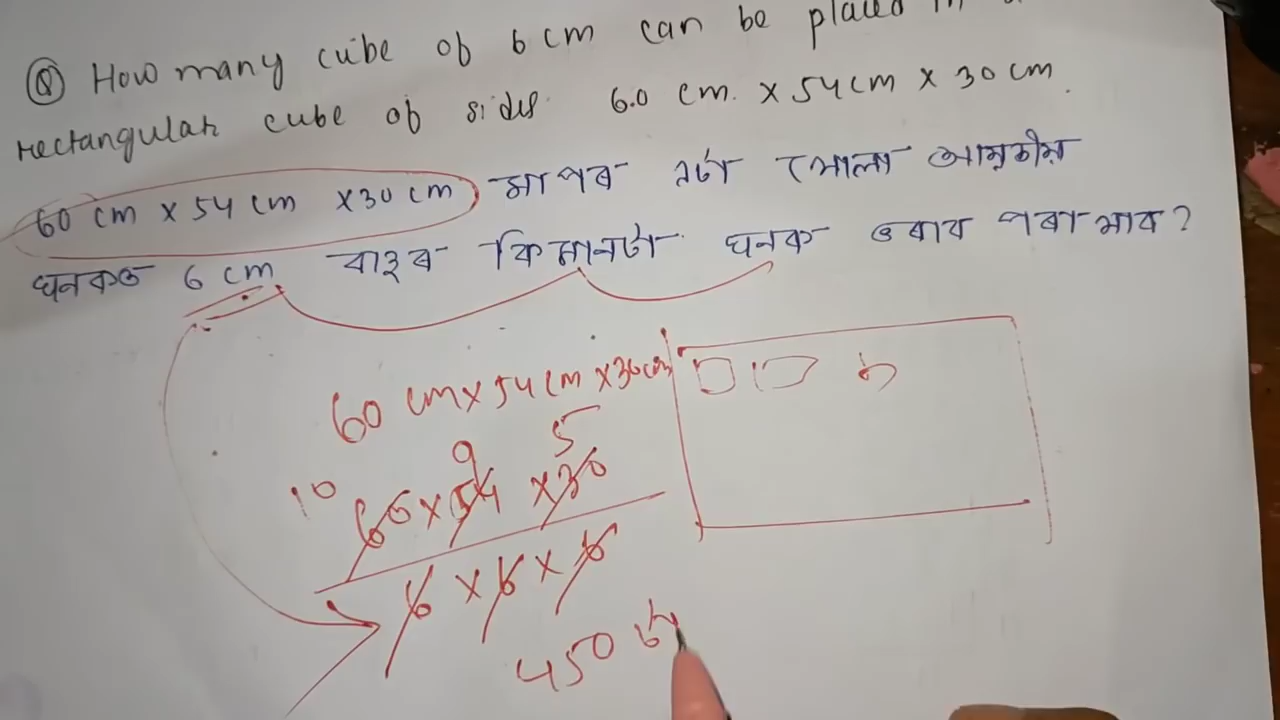 Q How many cube of 6 cm can be placed in
rectangular cube of sides 6.0 cm. x 54 cm x 30 cm.
60 cm x 54 cm x 30 cm মাপৰ এটা খোলা আয়তীয়
ঘনকত 6 cm বাহুৰ কিমানটা ঘনক ভৰাব পৰা যাব?
60 cm x 54 cm x 30 cm
9 5
10 60 x 54 x 30
6 x 6 x 6
450 টা